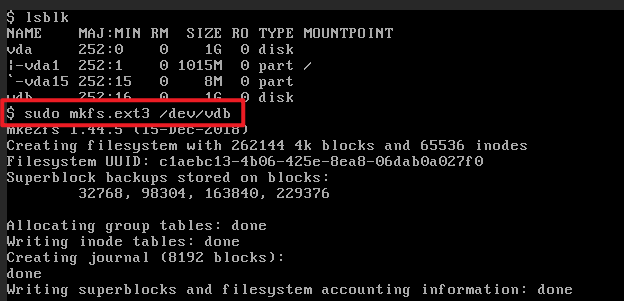 $ lsblk
NAME MAJ:MIN RM SIZE RO TYPE MOUNTPOINT
vda 252:0 0 1G 0 disk
|-vda1 252:1 0 1015M 0 part /
`-vda15 252:15 0 8M 0 part
vdb 252:16 0 1G 0 disk
$ sudo mkfs.ext3 /dev/vdb
mke2fs 1.44.5 (15-Dec-2018)
Creating filesystem with 262144 4k blocks and 65536 inodes
Filesystem UUID: c1aebc13-4b06-425e-8ea8-06dab0a027f0
Superblock backups stored on blocks:
32768, 98304, 163840, 229376
Allocating group tables: done
Writing inode tables: done
Creating journal (8192 blocks):
done
Writing superblocks and filesystem accounting information: done